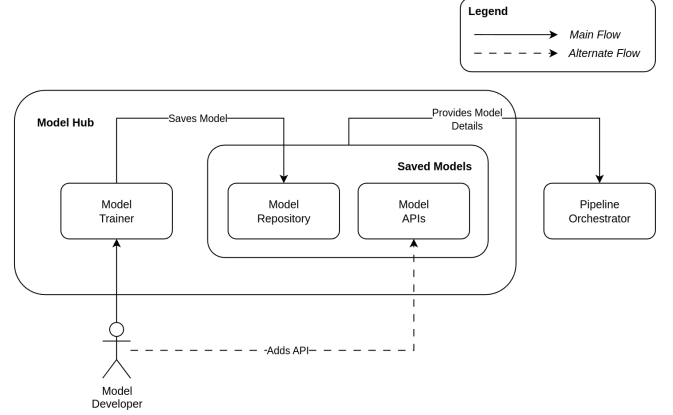 Legend
Main Flow
Alternate Flow
Model Hub
Saves Model
Provides Model
Details
Saved Models
Model
Trainer
Model
Repository
Model
APIs
Pipeline
Orchestrator
Adds API
Model
Developer